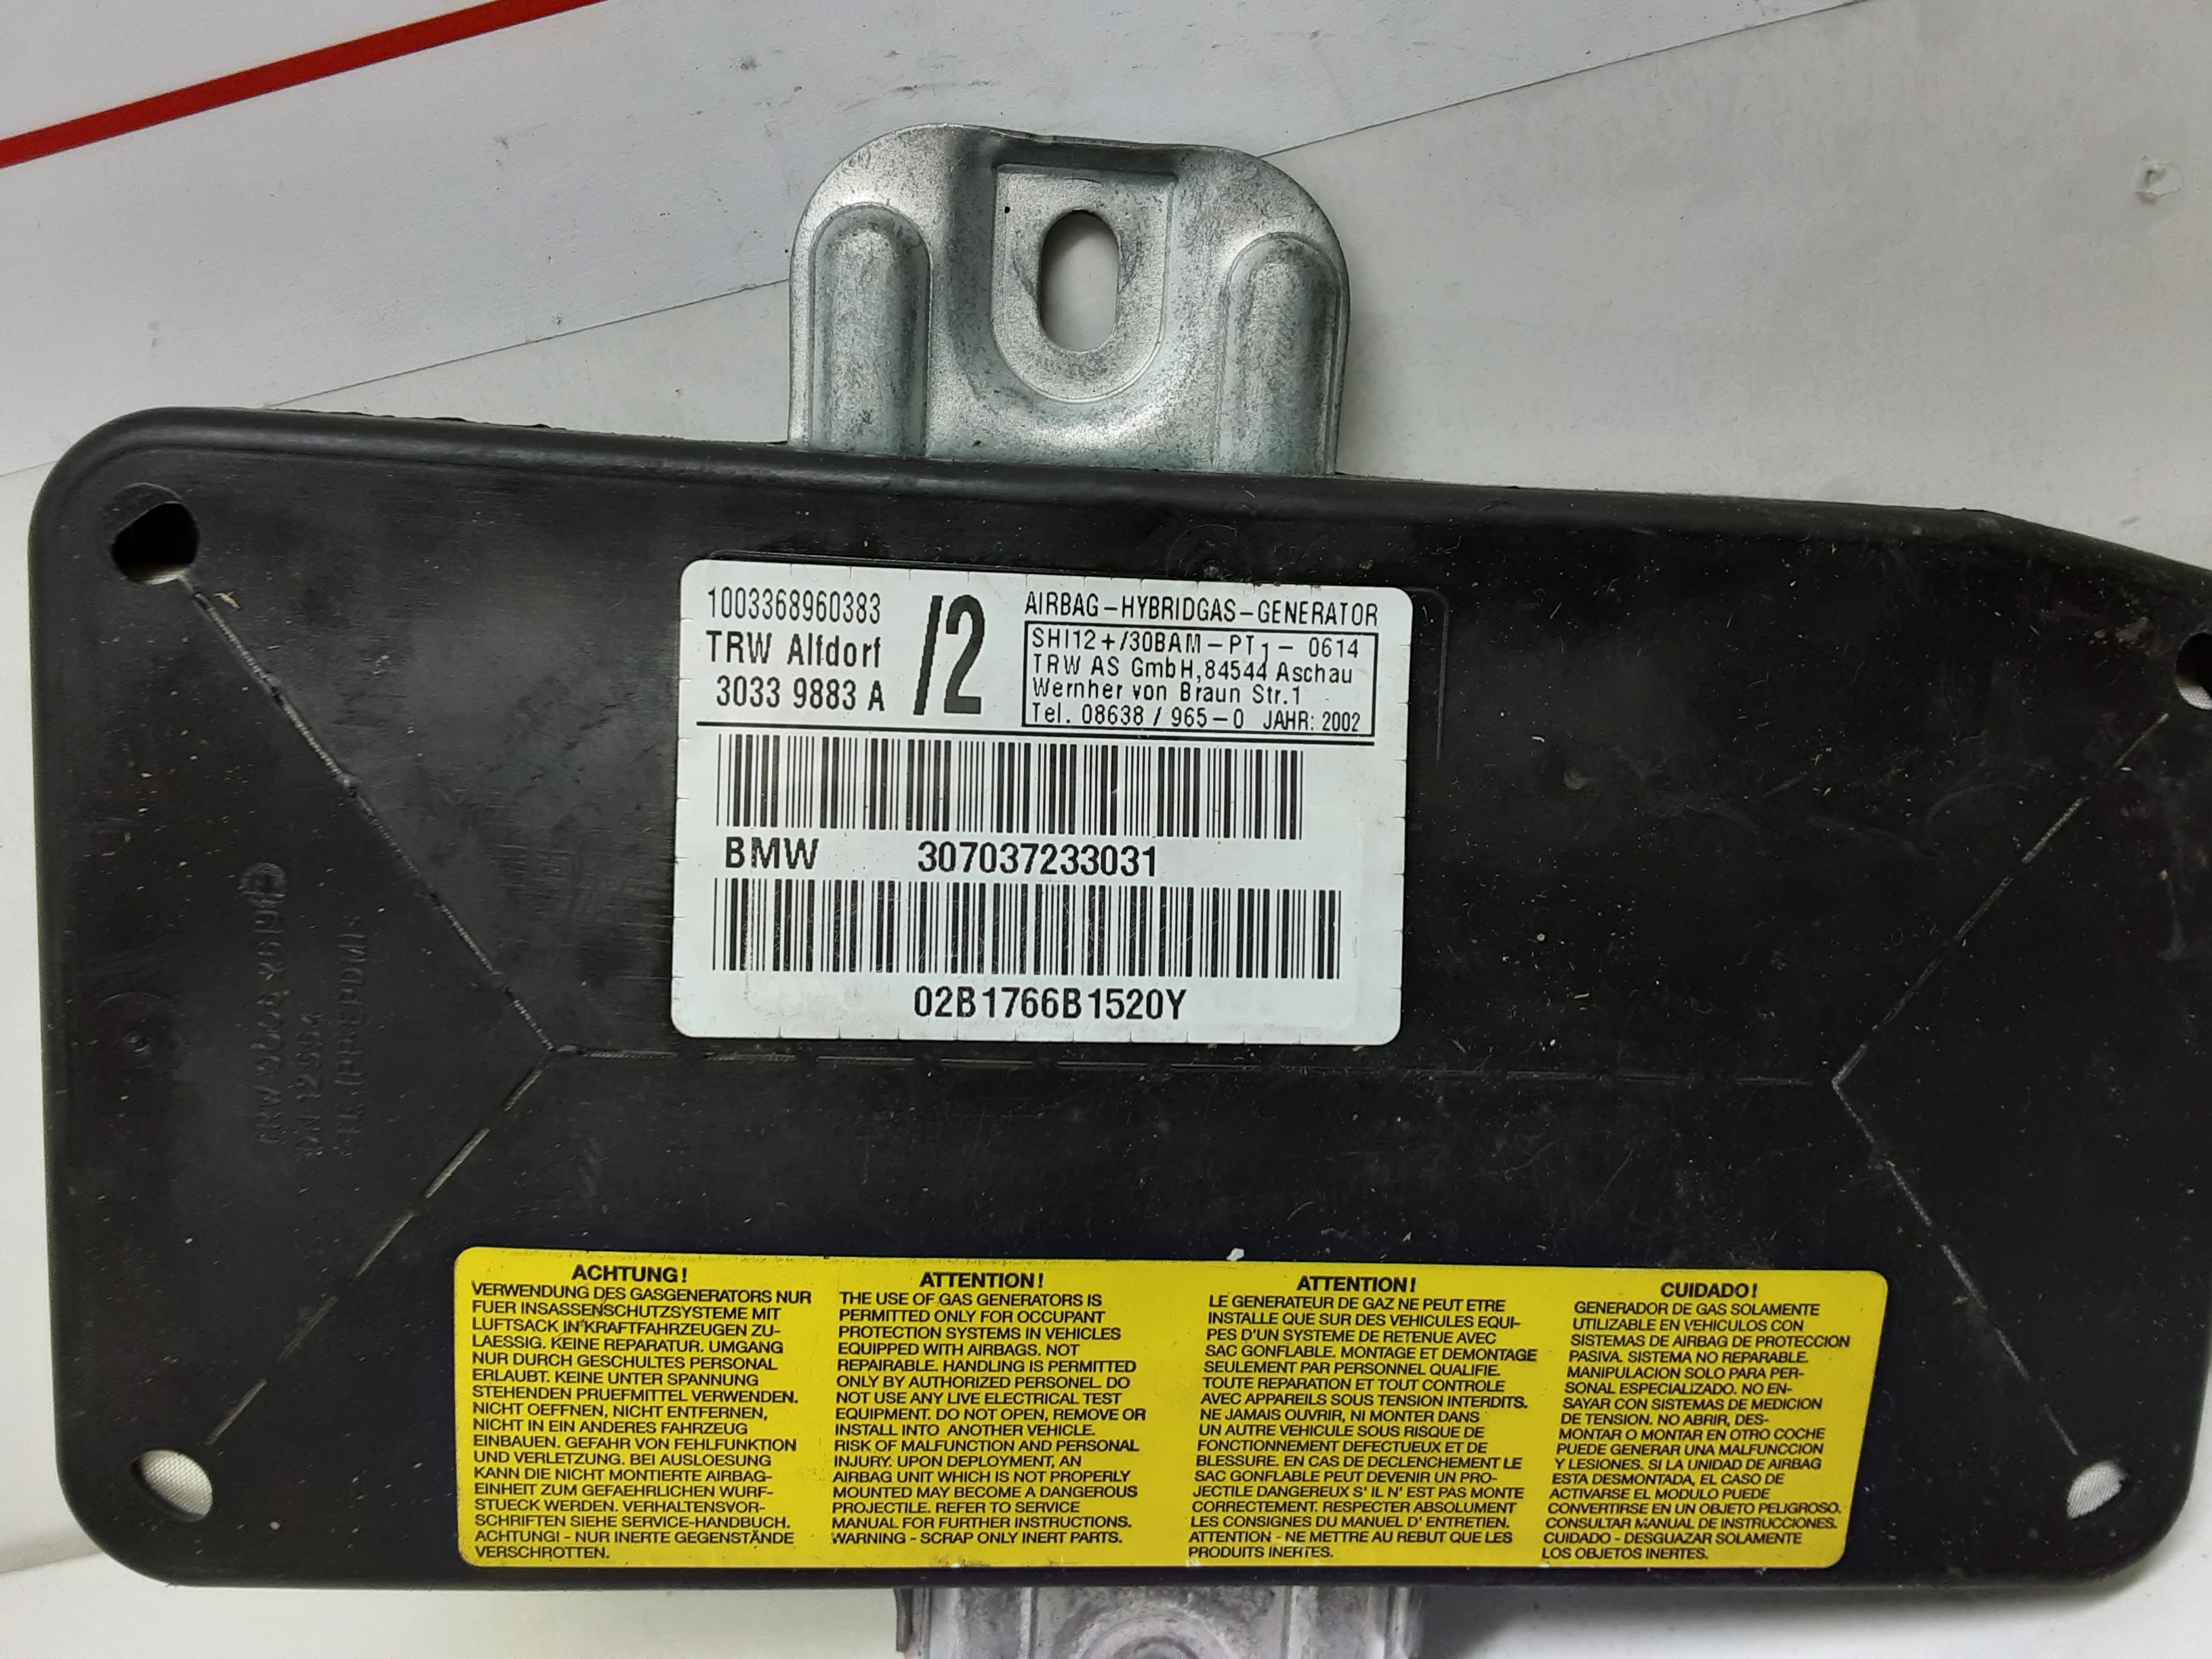 1003368960383
TRW Alfdorf
3033 9883 A
/2
AIRBAG-HYBRIDGAS-GENERATOR
SHI12+/30BAM-PT1-0614
TRW AS GmbH,84544 Aschau
Wernher von Braun Str.1
Tel. 08638 / 965-0 JAHR: 2002
BMW 307037233031
02B1766B1520Y
ACHTUNG!
VERWENDUNG DES GASGENERATORS NUR
FUER INSASSENSCHUTZSYSTEME MIT
LUFTSACK IN KRAFTFAHRZEUGEN ZU-
LAESSIG. KEINE REPARATUR. UMGANG
NUR DURCH GESCHULTES PERSONAL
ERLAUBT. KEINE UNTER SPANNUNG
STEHENDEN PRUEFMITTEL VERWENDEN.
NICHT OEFFNEN, NICHT ENTFERNEN,
NICHT IN EIN ANDERES FAHRZEUG
EINBAUEN. GEFAHR VON FEHLFUNKTION
UND VERLETZUNG. BEI AUSLOESUNG
KANN DIE NICHT MONTIERTE AIRBAG-
EINHEIT ZUM GEFAEHRLICHEN WURF-
STUECK WERDEN. VERHALTENSVOR-
SCHRIFTEN SIEHE SERVICE-HANDBUCH.
ACHTUNG! - NUR INERTE GEGENSTÄNDE
VERSCHROTTEN.
ATTENTION!
THE USE OF GAS GENERATORS IS
PERMITTED ONLY FOR OCCUPANT
PROTECTION SYSTEMS IN VEHICLES
EQUIPPED WITH AIRBAGS. NOT
REPAIRABLE. HANDLING IS PERMITTED
ONLY BY AUTHORIZED PERSONEL. DO
NOT USE ANY LIVE ELECTRICAL TEST
EQUIPMENT. DO NOT OPEN, REMOVE OR
INSTALL INTO ANOTHER VEHICLE.
RISK OF MALFUNCTION AND PERSONAL
INJURY. UPON DEPLOYMENT, AN
AIRBAG UNIT WHICH IS NOT PROPERLY
MOUNTED MAY BECOME A DANGEROUS
PROJECTILE. REFER TO SERVICE
MANUAL FOR FURTHER INSTRUCTIONS.
WARNING - SCRAP ONLY INERT PARTS.
ATTENTION!
LE GENERATEUR DE GAZ NE PEUT ETRE
INSTALLE QUE SUR DES VEHICULES EQUI-
PES D'UN SYSTEME DE RETENUE AVEC
SAC GONFLABLE. MONTAGE ET DEMONTAGE
SEULEMENT PAR PERSONNEL QUALIFIE.
TOUTE REPARATION ET TOUT CONTROLE
AVEC APPAREILS SOUS TENSION INTERDITS.
NE JAMAIS OUVRIR, NI MONTER DANS
UN AUTRE VEHICULE SOUS RISQUE DE
FONCTIONNEMENT DEFECTUEUX ET DE
BLESSURE. EN CAS DE DECLENCHEMENT LE
SAC GONFLABLE PEUT DEVENIR UN PRO-
JECTILE DANGEREUX S' IL N' EST PAS MONTE
CORRECTEMENT. RESPECTER ABSOLUMENT
LES CONSIGNES DU MANUEL D' ENTRETIEN.
ATTENTION - NE METTRE AU REBUT QUE LES
PRODUITS INERTES.
CUIDADO!
GENERADOR DE GAS SOLAMENTE
UTILIZABLE EN VEHICULOS CON
SISTEMAS DE AIRBAG DE PROTECCION
PASIVA. SISTEMA NO REPARABLE.
MANIPULACION SOLO PARA PER-
SONAL ESPECIALIZADO. NO EN-
SAYAR CON SISTEMAS DE MEDICION
DE TENSION. NO ABRIR, DES-
MONTAR O MONTAR EN OTRO COCHE
PUEDE GENERAR UNA MALFUNCCION
Y LESIONES. SI LA UNIDAD DE AIRBAG
ESTA DESMONTADA, EL CASO DE
ACTIVARSE EL MODULO PUEDE
CONVERTIRSE EN UN OBJETO PELIGROSO.
CONSULTAR MANUAL DE INSTRUCCIONES.
CUIDADO - DESGUAZAR SOLAMENTE
LOS OBJETOS INERTES.